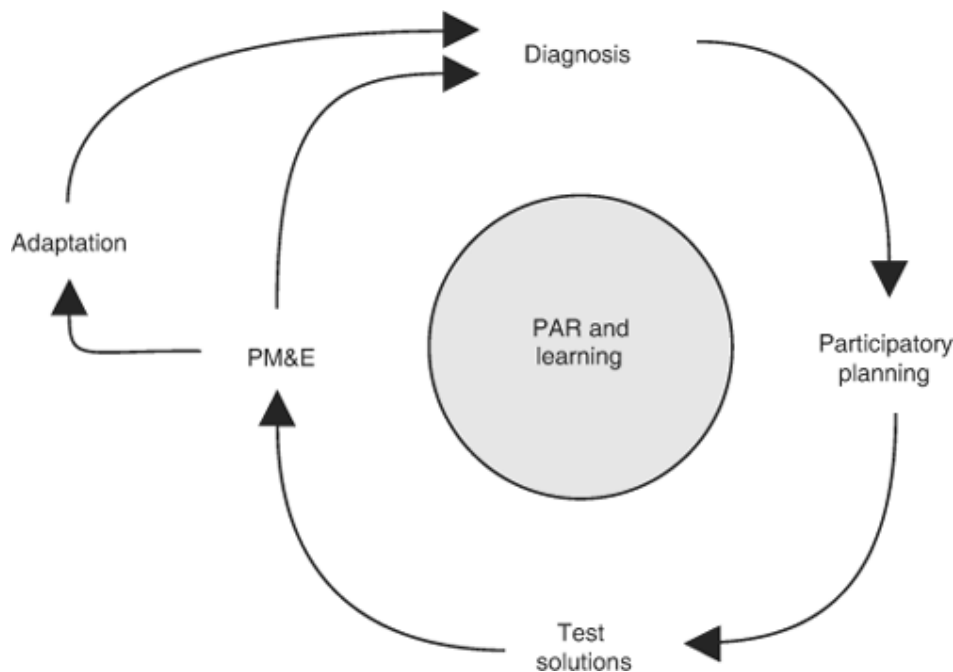 Diagnosis
Adaptation
PAR and
learning
PM&E
Participatory
planning
Test
solutions